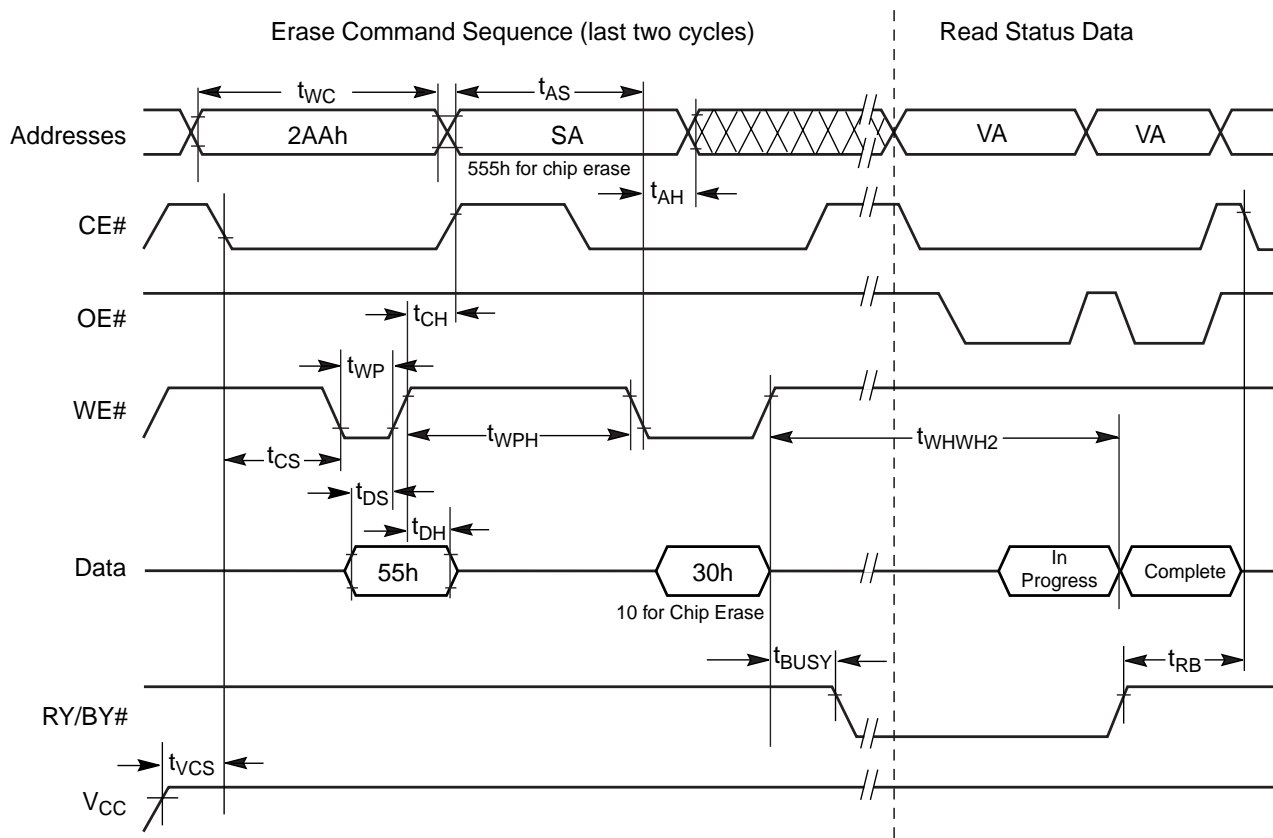 Erase Command Sequence (last two cycles)
Read Status Data
tWC
tAS
Addresses
2AAh
SA
VA
VA
555h for chip erase
tAH
CE#
OE#
tCH
tWP
WE#
tWPH
tWHWH2
tCS
tDS
tDH
Data
55h
30h
In
Progress
Complete
10 for Chip Erase
tBUSY
tRB
RY/BY#
tVCS
VCC